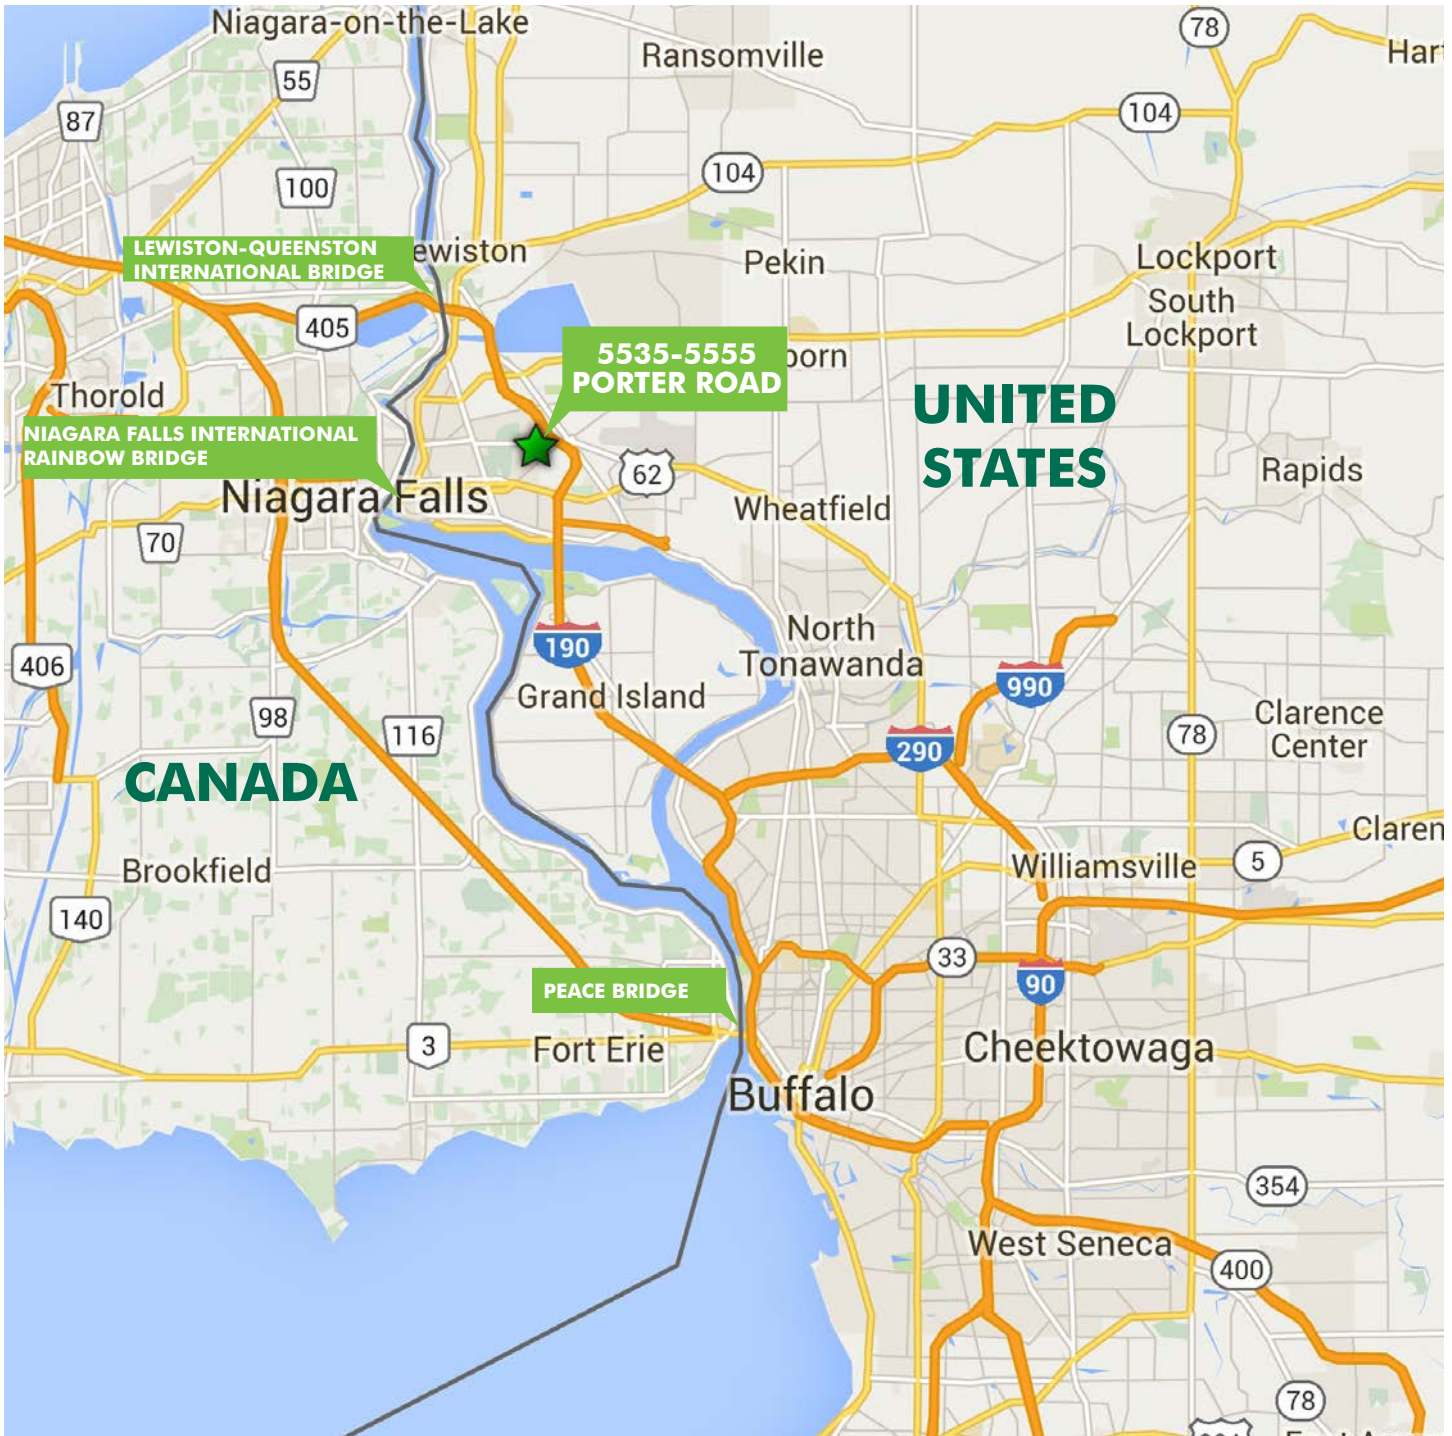 Niagara-on-the-Lake
78
Ransomville
55
104
87
104
100
LEWISTON-QUEENSTON
INTERNATIONAL BRIDGE
ewiston
Pekin
Lockport
South
Lockport
405
5535-5555
PORTER ROAD
born
Thorold
UNITED
STATES
NIAGARA FALLS INTERNATIONAL
RAINBOW BRIDGE
62
Rapids
Niagara Falls
Wheatfield
70
North
Tonawanda
190
406
990
Grand Island
98
116
78
Clarence
Center
290
CANADA
Claren
Williamsville
5
Brookfield
140
33
90
PEACE BRIDGE
3
Fort Erie
Cheektowaga
Buffalo
354
West Seneca
400
78